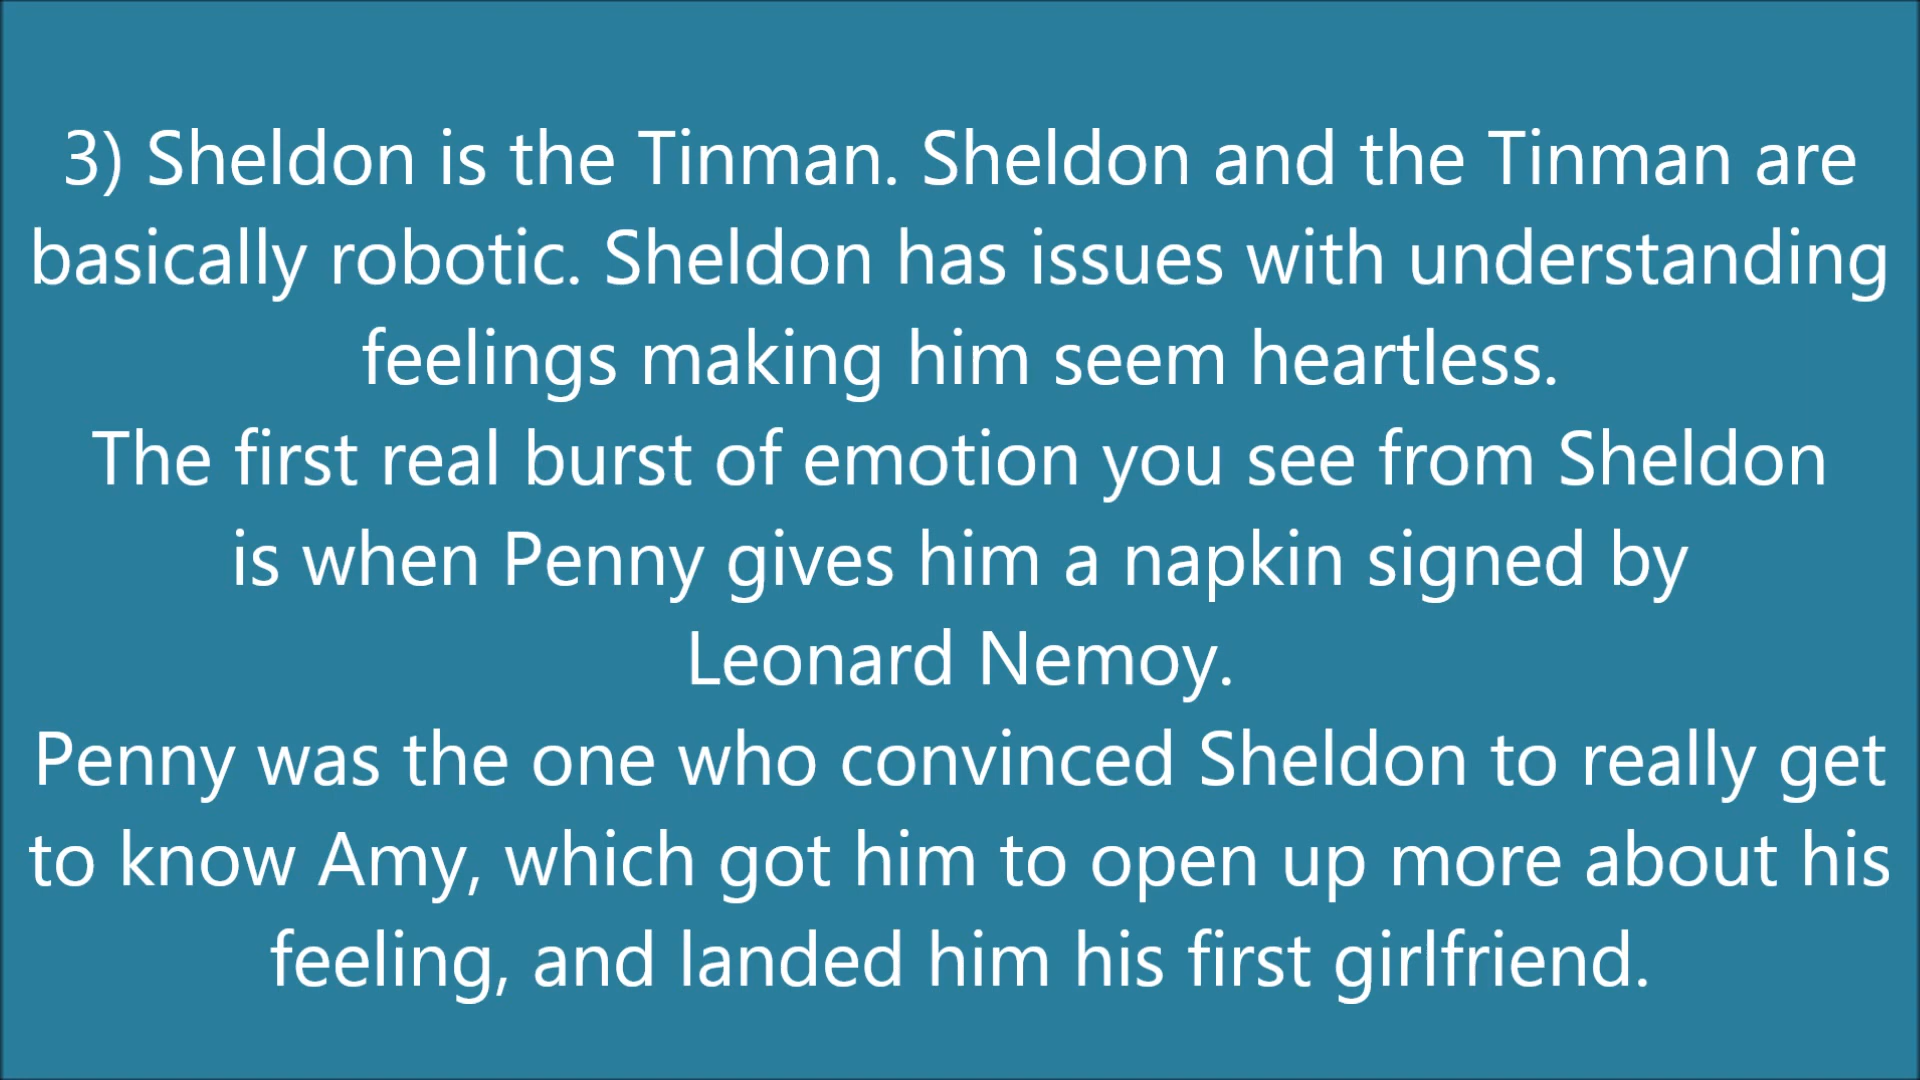 3) Sheldon is the Tinman. Sheldon and the Tinman are
basically robotic. Sheldon has issues with understanding
feelings making him seem heartless.
The first real burst of emotion you see from Sheldon
is when Penny gives him a napkin signed by
Leonard Nemoy.
Penny was the one who convinced Sheldon to really get
to know Amy, which got him to open up more about his
feeling, and landed him his first girlfriend.